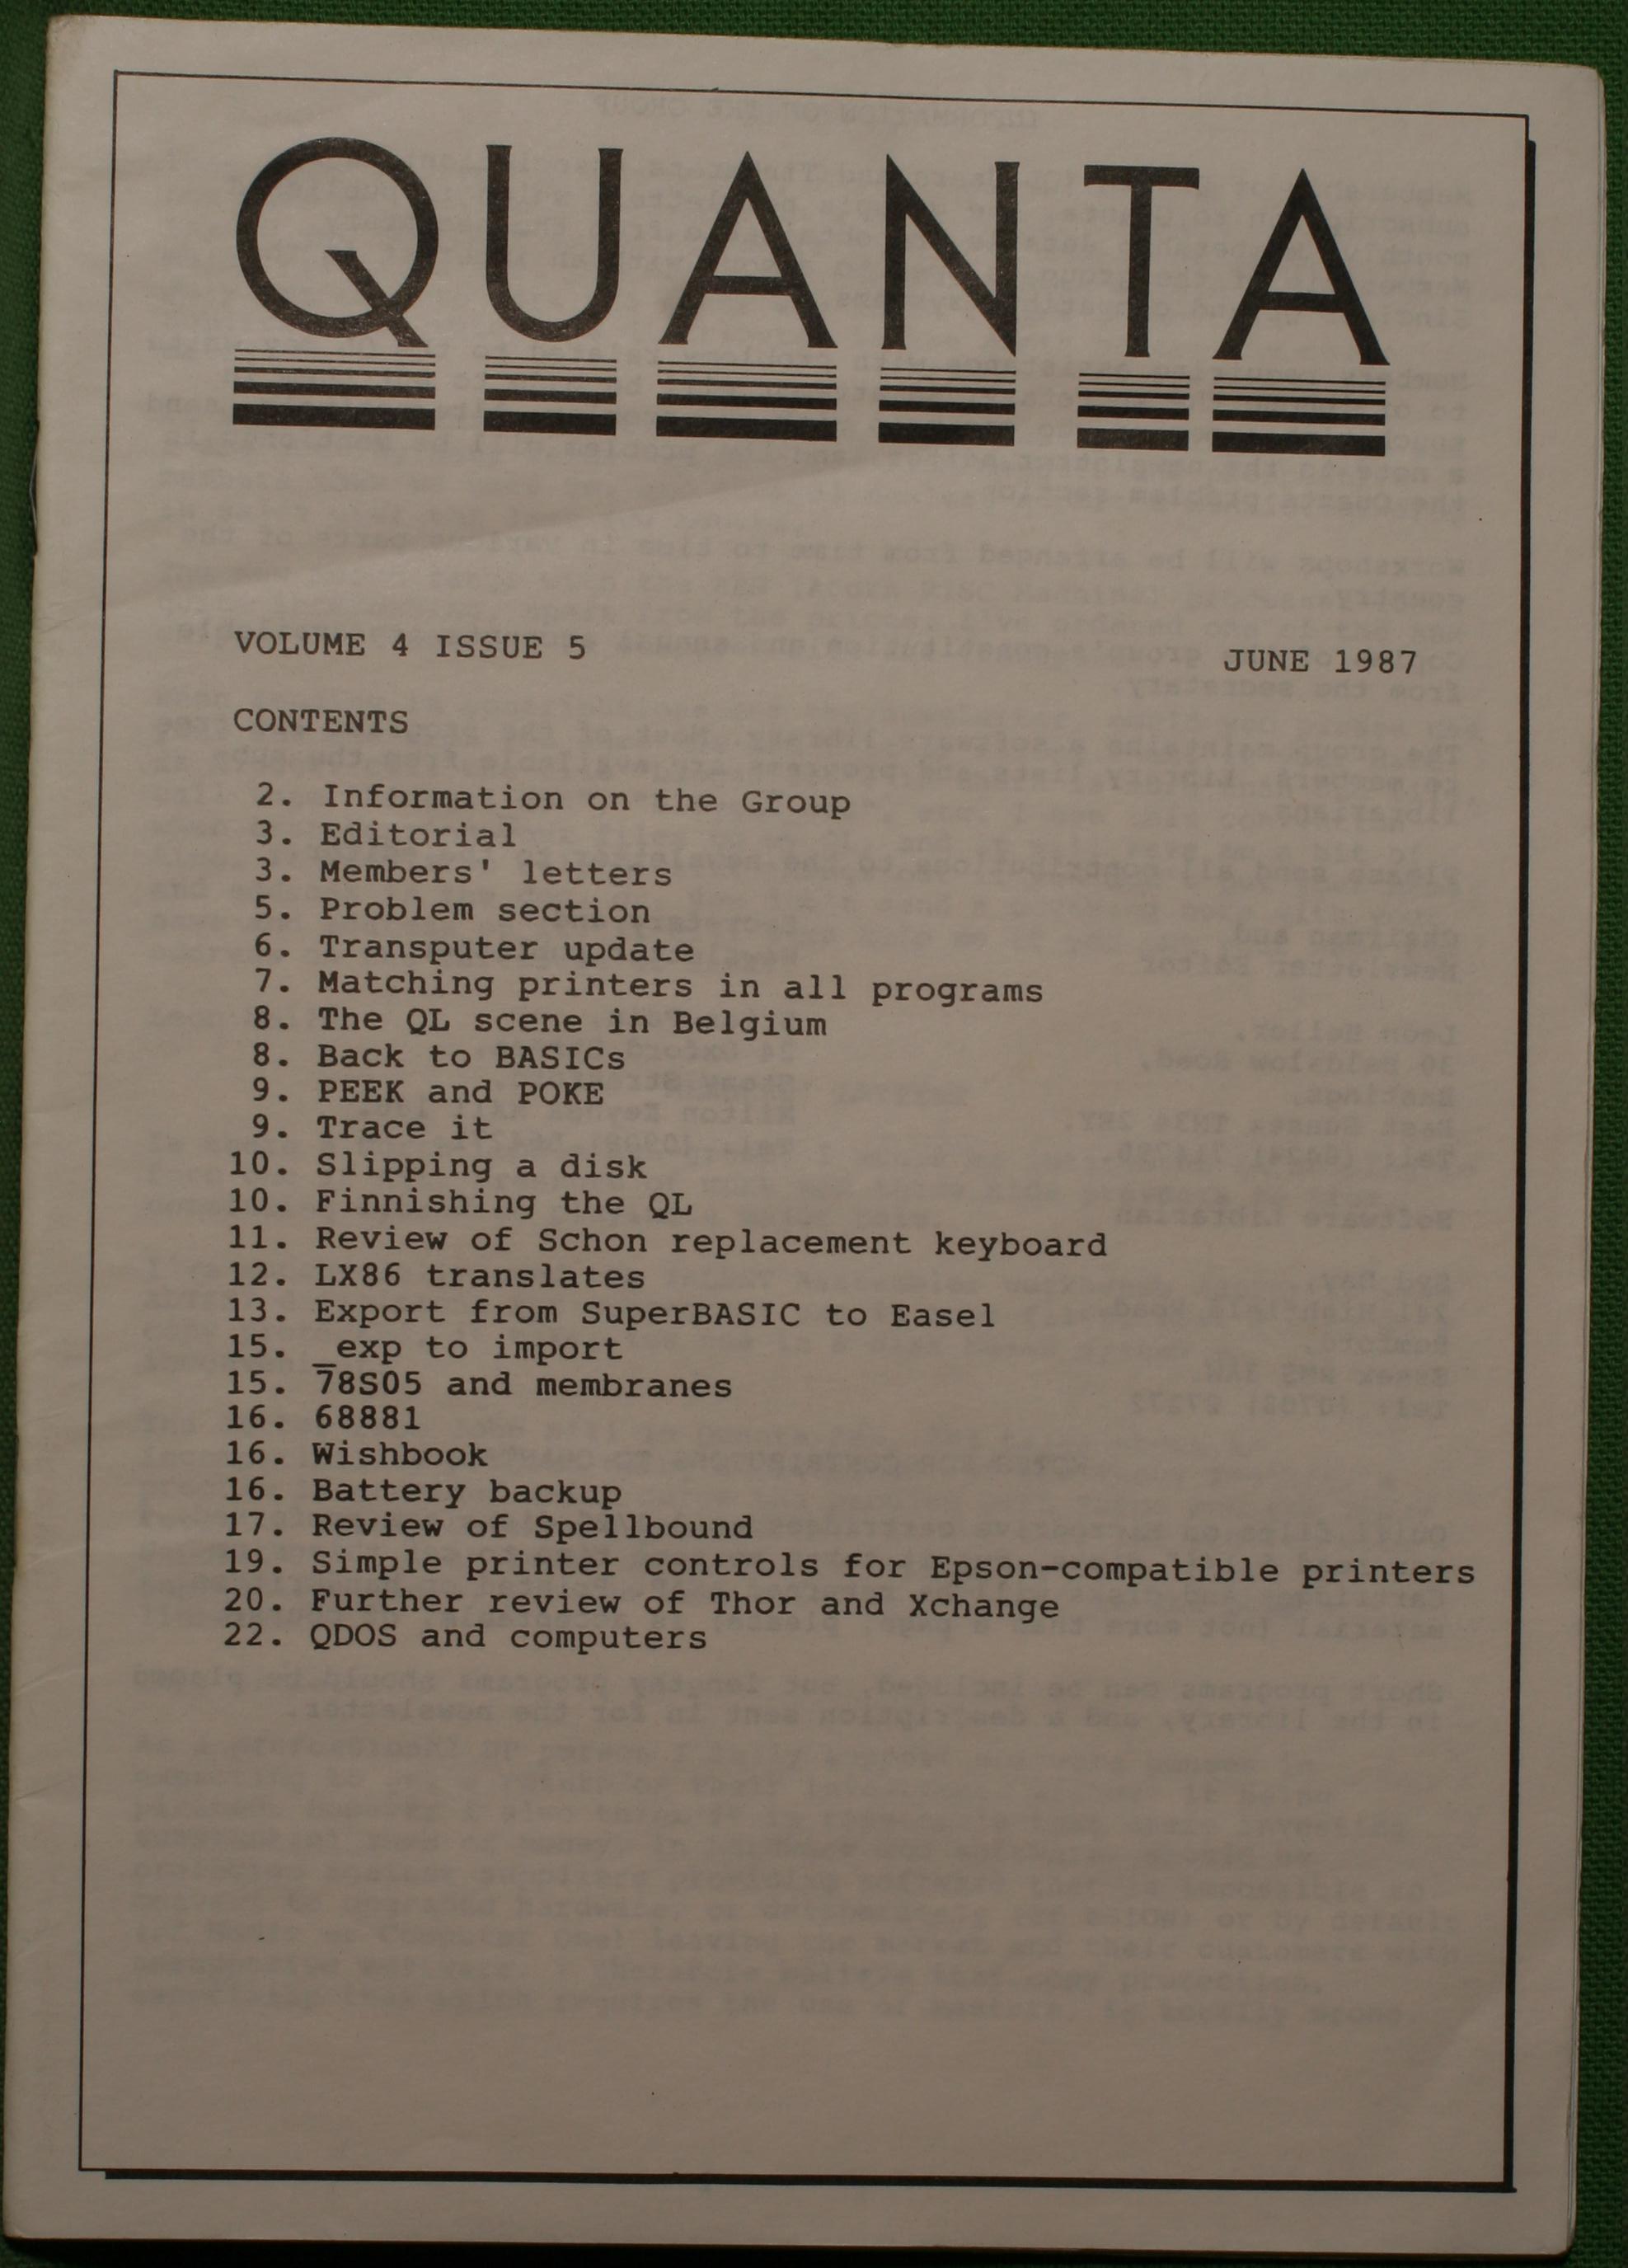 QUANTA
VOLUME 4 ISSUE 5
JUNE 1987
CONTENTS
2. Information on the Group
3. Editorial
3. Members' letters
5. Problem section
6. Transputer update
7. Matching printers in all programs
8. The QL scene in Belgium
8. Back to BASICs
9. PEEK and POKE
9. Trace it
10. Slipping a disk
10. Finnishing the QL
11. Review of Schon replacement keyboard
12. LX86 translates
13. Export from SuperBASIC to Easel
15. _exp to import
15. 78S05 and membranes
16. 68881
16. Wishbook
16. Battery backup
17. Review of Spellbound
19. Simple printer controls for Epson-compatible printers
20. Further review of Thor and Xchange
22. QDOS and computers